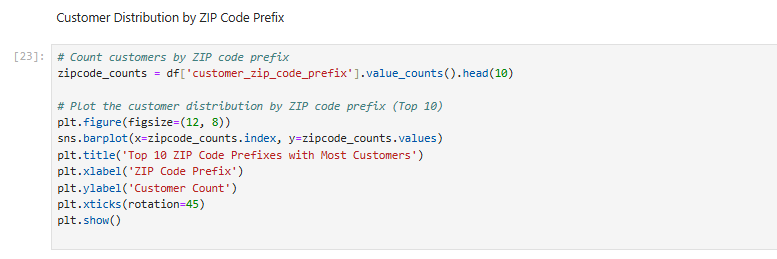 Customer Distribution by ZIP Code Prefix
[23]:
# Count customers by ZIP code prefix
zipcode_counts = df['customer_zip_code_prefix'].value_counts().head(10)
# Plot the customer distribution by ZIP code prefix (Top 10)
plt.figure(figsize=(12, 8))
sns.barplot(x=zipcode_counts.index, y=zipcode_counts.values)
plt.title('Top 10 ZIP Code Prefixes with Most Customers')
plt.xlabel('ZIP Code Prefix')
plt.ylabel('Customer Count')
plt.xticks(rotation=45)
plt.show()